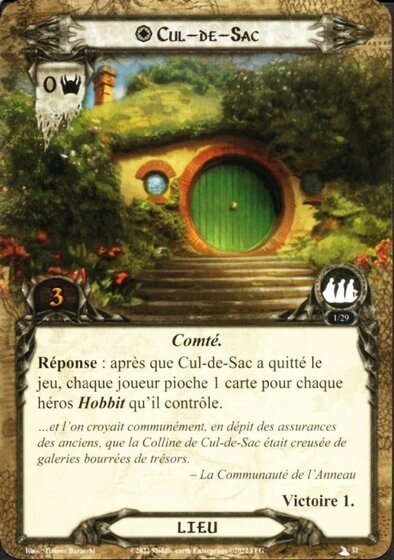 Cul-de-Sac
0
3
1/29
Comté.
Réponse : après que Cul-de-Sac a quitté le
jeu, chaque joueur pioche 1 carte pour chaque
héros Hobbit qu'il contrôle.
…et l'on croyait communément, en dépit des assurances
des anciens, que la Colline de Cul-de-Sac était creusée de
galeries bourrées de trésors.
– La Communauté de l'Anneau
Victoire 1.
LIEU
©2022 Middle-earth Enterprises • 2022 FFG
31